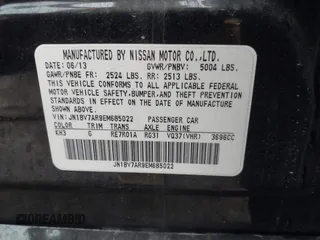 MANUFACTURED BY NISSAN MOTOR CO.,LTD.
DATE: 06/13 GVWR/PNBV: 5004 LBS.
GAWR/PNBE FR: 2524 LBS. RR: 2513 LBS.
THIS VEHICLE CONFORMS TO ALL APPLICABLE FEDERAL
MOTOR VEHICLE SAFETY,BUMPER,AND THEFT PREVENTION
STANDARDS IN EFFECT ON THE DATE OF MANUFACTURE
SHOWN ABOVE.
VIN:JN1BV7AR9EM685022 PASSENGER CAR
COLOR TRIM TRANS AXLE ENGINE
KH3 G RE7R01A RG31 VQ37(VHR) 3696CC
JN1BV7AR9EM685022
© DREAMBID